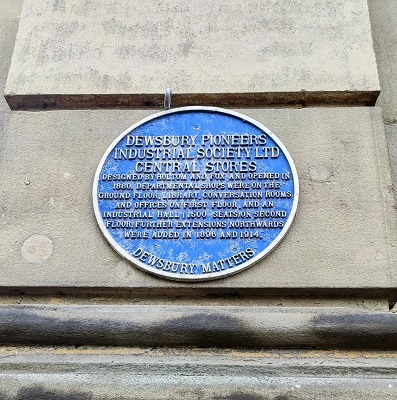 DEWSBURY PIONEERS
INDUSTRIAL SOCIETY LTD
CENTRAL STORES
DESIGNED BY HOLTOM AND FOX AND OPENED IN
1880. DEPARTMENTAL SHOPS WERE ON THE
GROUND FLOOR, LIBRARY, CONVERSATION ROOMS
AND OFFICES ON FIRST FLOOR, AND AN
INDUSTRIAL HALL (1500 SEATS) ON SECOND
FLOOR. FURTHER EXTENSIONS NORTHWARDS
WERE ADDED IN 1896 AND 1914.
DEWSBURY MATTERS